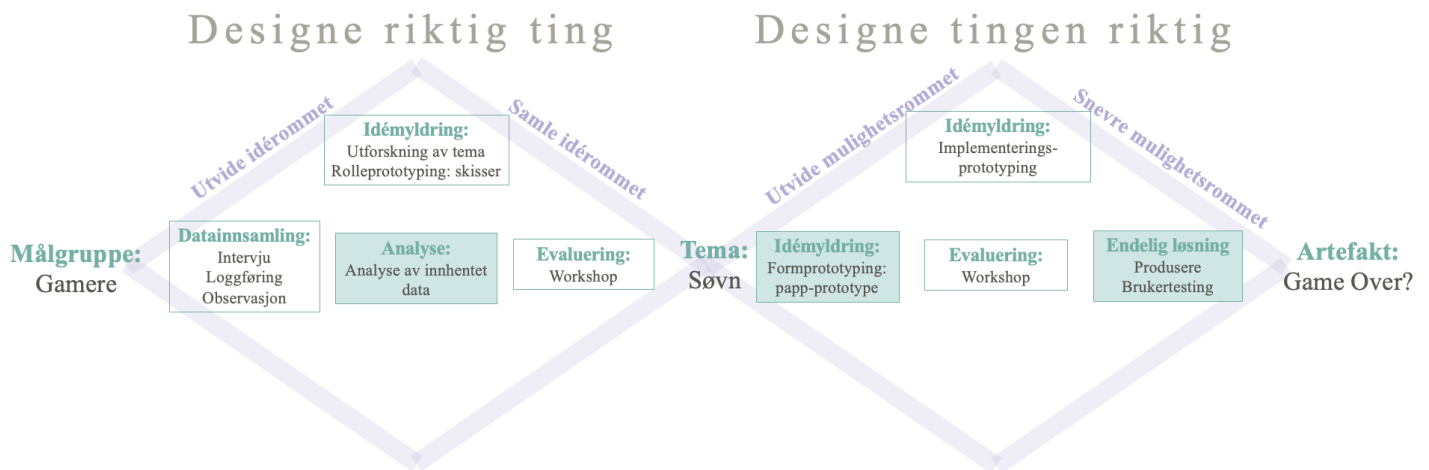 Designe riktig ting
Designe tingen riktig
Utvide idérommet
Samle idérommet
Utvide mulighetsrommet
Snevre mulighetsrommet
Idémyldring:
Utforskning av tema
Rolleprototyping: skisser
Idémyldring:
Implementerings-
prototyping
Målgruppe:
Gamere
Datainnsamling:
Intervju
Loggføring
Observasjon
Analyse:
Analyse av innhentet
data
Evaluering:
Workshop
Tema:
Søvn
Idémyldring:
Formprototyping:
papp-prototype
Evaluering:
Workshop
Endelig løsning
Produsere
Brukertesting
Artefakt:
Game Over?